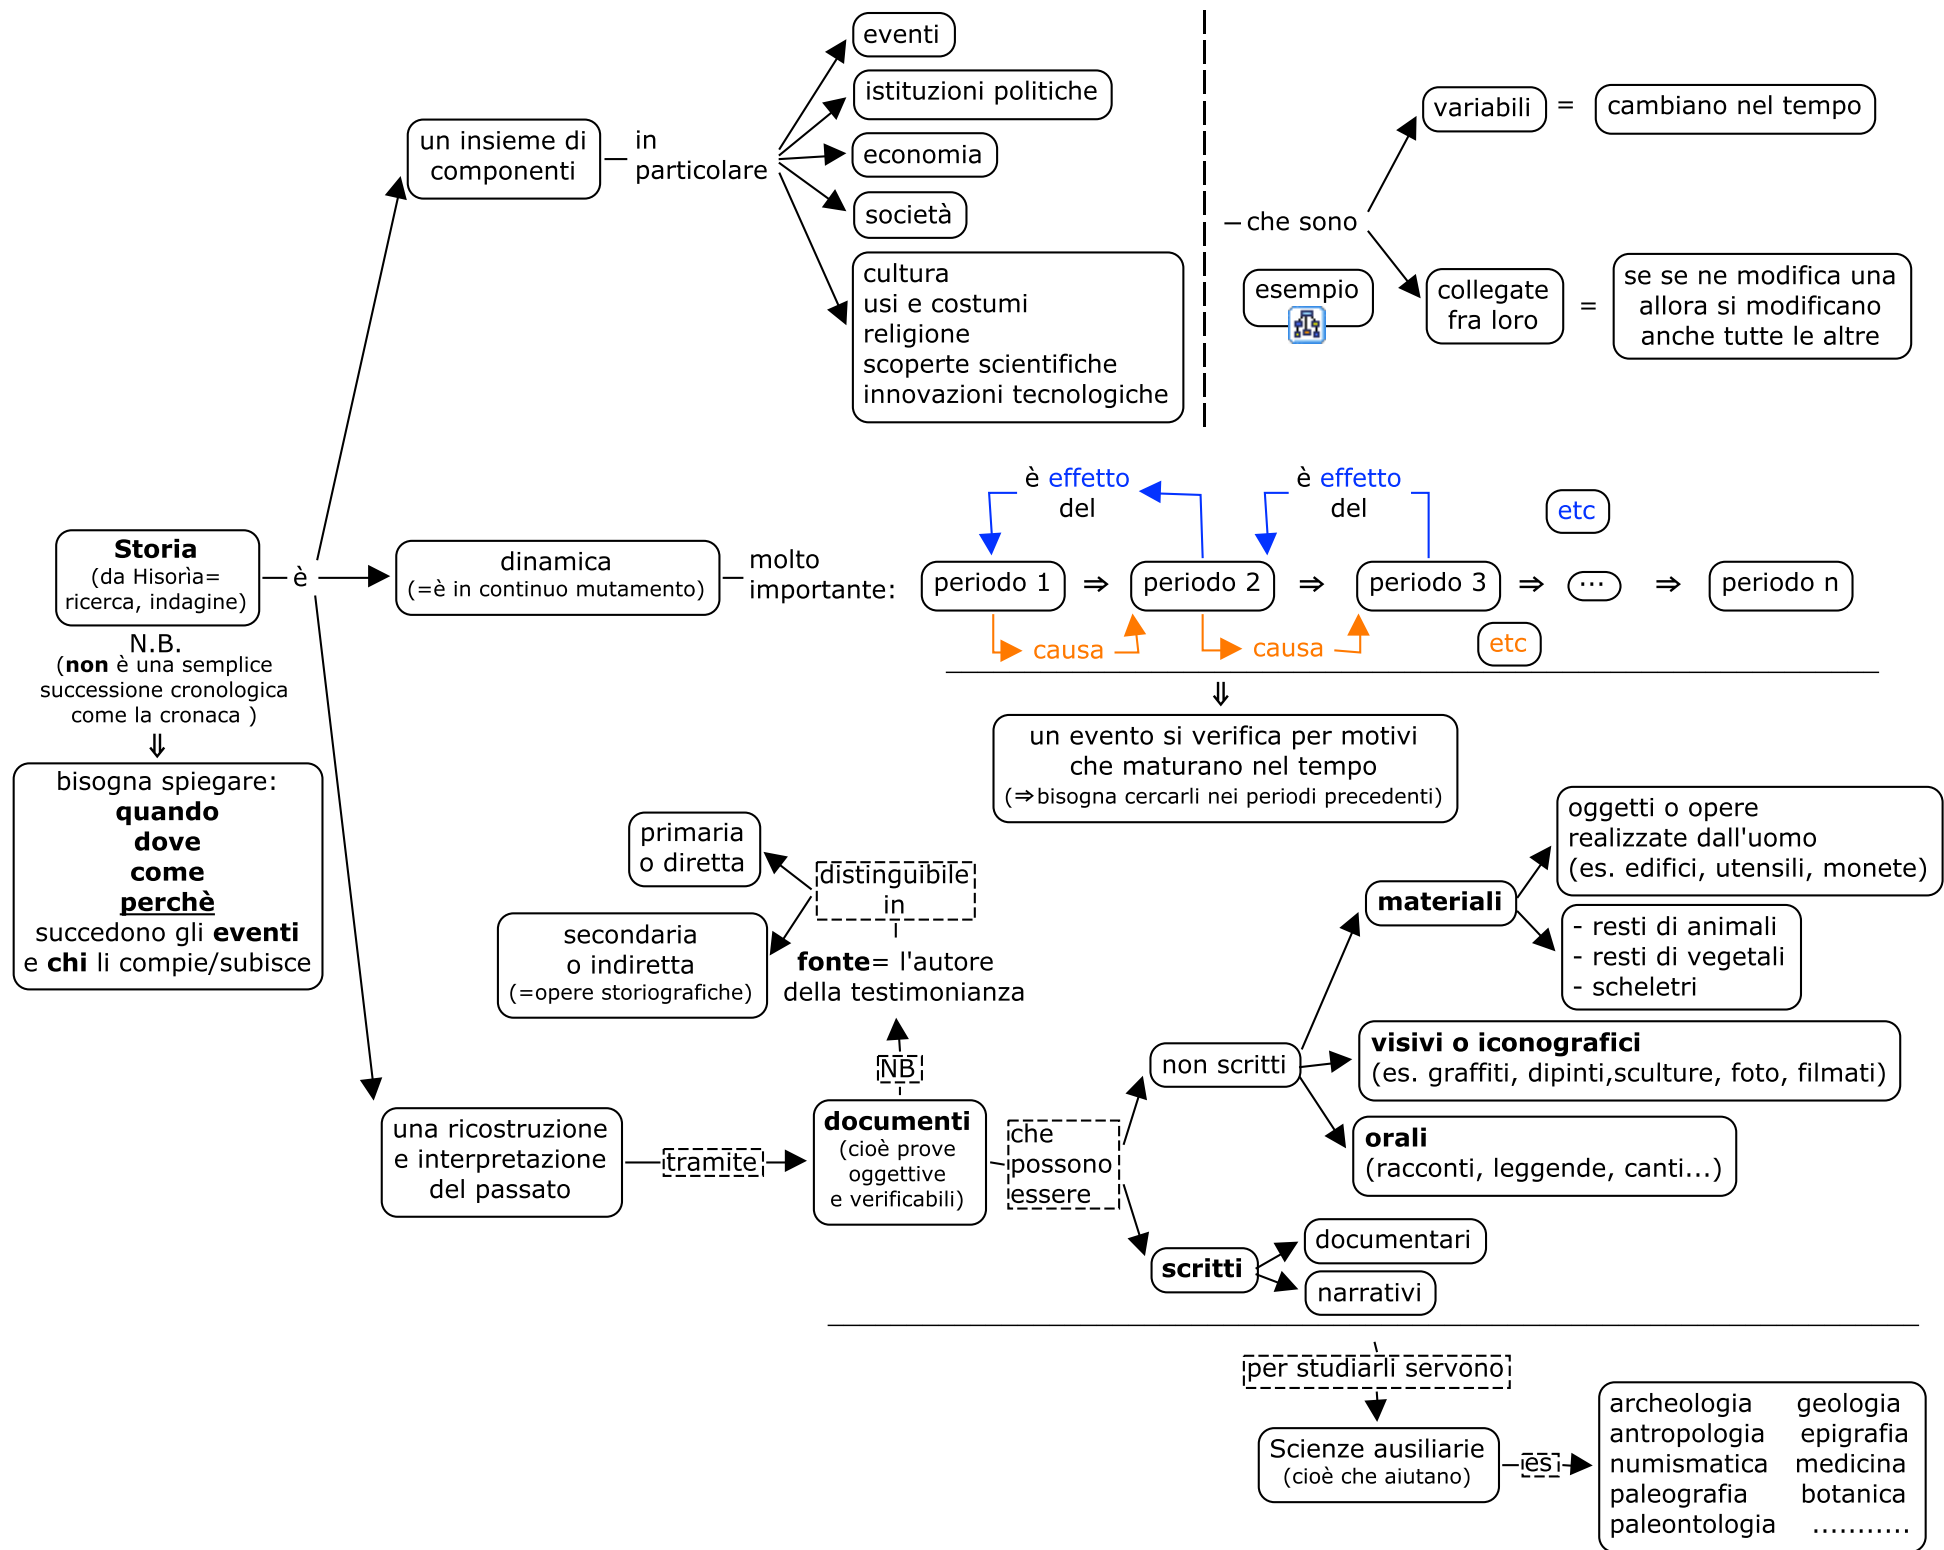 Storia
(da Hisorìa=
ricerca, indagine)
N.B.
(non è una semplice
successione cronologica
come la cronaca )
⇓
bisogna spiegare:
quando
dove
come
perchè
succedono gli eventi
e chi li compie/subisce
è
un insieme di
componenti
in
particolare
eventi
istituzioni politiche
economia
società
cultura
usi e costumi
religione
scoperte scientifiche
innovazioni tecnologiche
che sono
variabili
=
cambiano nel tempo
esempio
collegate
fra loro
=
se se ne modifica una
allora si modificano
anche tutte le altre
dinamica
(=è in continuo mutamento)
molto
importante:
è effetto
del
è effetto
del
etc
periodo 1 ⇒ periodo 2 ⇒ periodo 3 ⇒ ... ⇒ periodo n
causa
causa
etc
⇓
un evento si verifica per motivi
che maturano nel tempo
(⇒bisogna cercarli nei periodi precedenti)
una ricostruzione
e interpretazione
del passato
tramite
documenti
(cioè prove
oggettive
e verificabili)
NB
fonte= l'autore
della testimonianza
distinguibile
in
primaria
o diretta
secondaria
o indiretta
(=opere storiografiche)
che
possono
essere
non scritti
materiali
oggetti o opere
realizzate dall'uomo
(es. edifici, utensili, monete)
- resti di animali
- resti di vegetali
- scheletri
visivi o iconografici
(es. graffiti, dipinti,sculture, foto, filmati)
orali
(racconti, leggende, canti...)
scritti
documentari
narrativi
per studiarli servono
Scienze ausiliarie
(cioè che aiutano)
es
archeologia geologia
antropologia epigrafia
numismatica medicina
paleografia botanica
paleontologia ...........